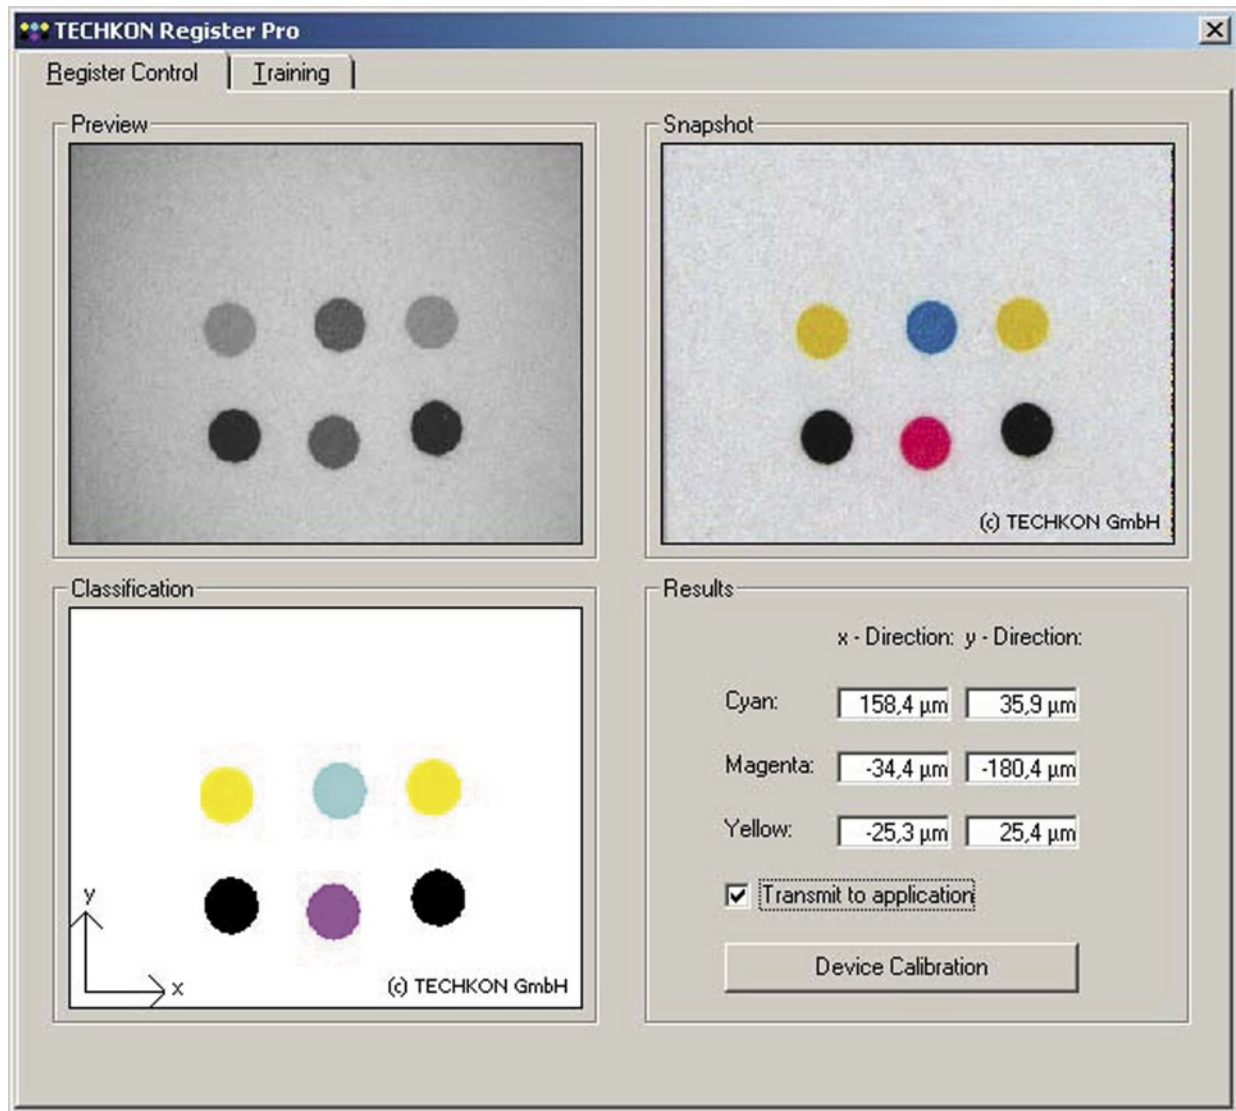 TECHKON Register Pro
Register Control
Training
Preview
Snapshot
(c) TECHKON GmbH
Classification
y
x
(c) TECHKON GmbH
Results
x - Direction: y - Direction:
Cyan: 158,4 µm 35,9 µm
Magenta: -34,4 µm -180,4 µm
Yellow: -25,3 µm 25,4 µm
Transmit to application
Device Calibration